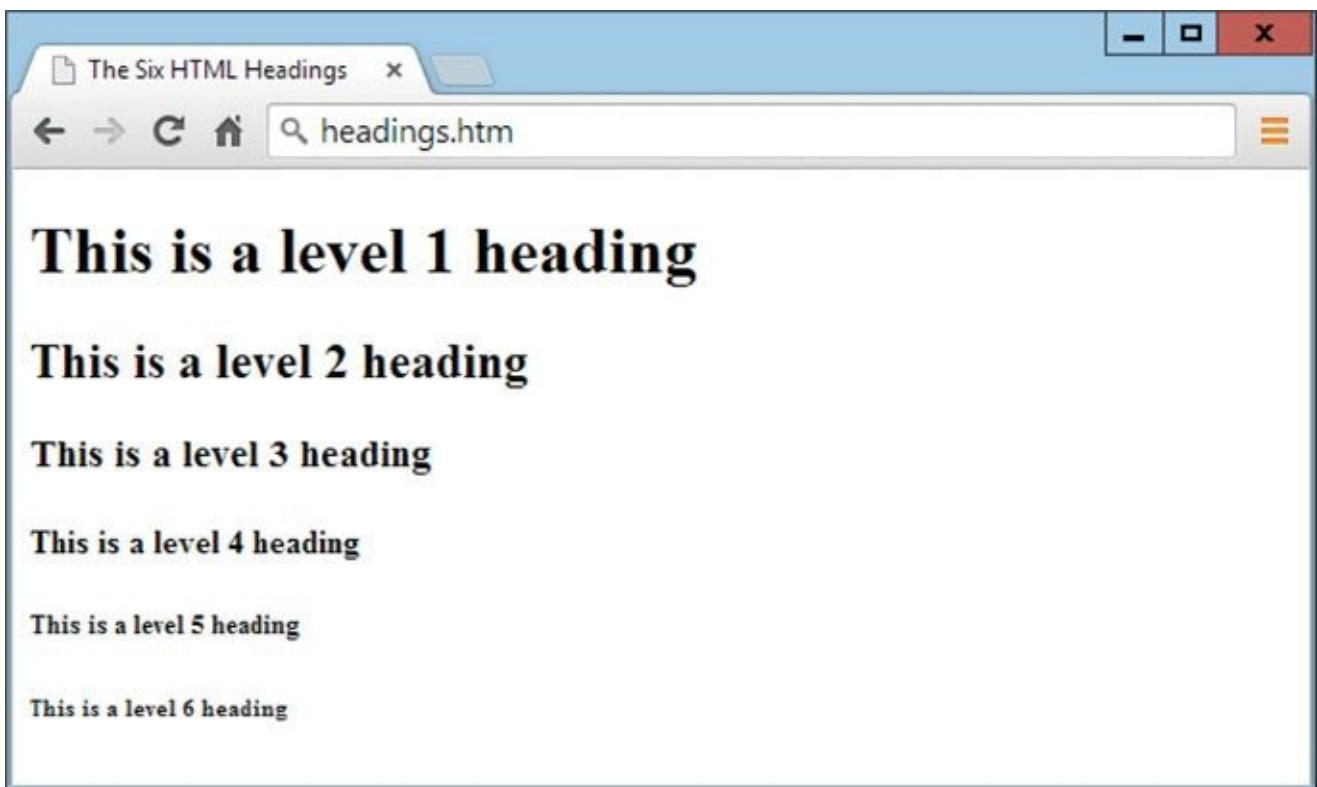 The Six HTML Headings
headings.htm
This is a level 1 heading
This is a level 2 heading
This is a level 3 heading
This is a level 4 heading
This is a level 5 heading
This is a level 6 heading